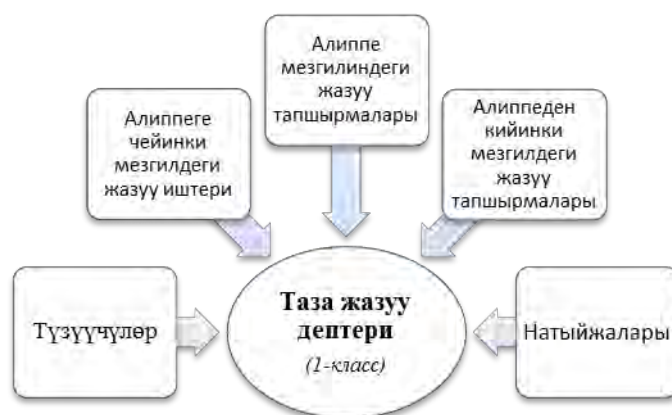 Алиппе
мезгилиндеги
жазуу
тапшырмалары
Алиппеге
чейинки
мезгилдеги
жазуу иштери
Алиппеден
кийинки
мезгилдеги
жазуу
тапшырмалары
Түзүүчүлөр
Таза жазуу
дептери
(1-класс)
Натыйжалары